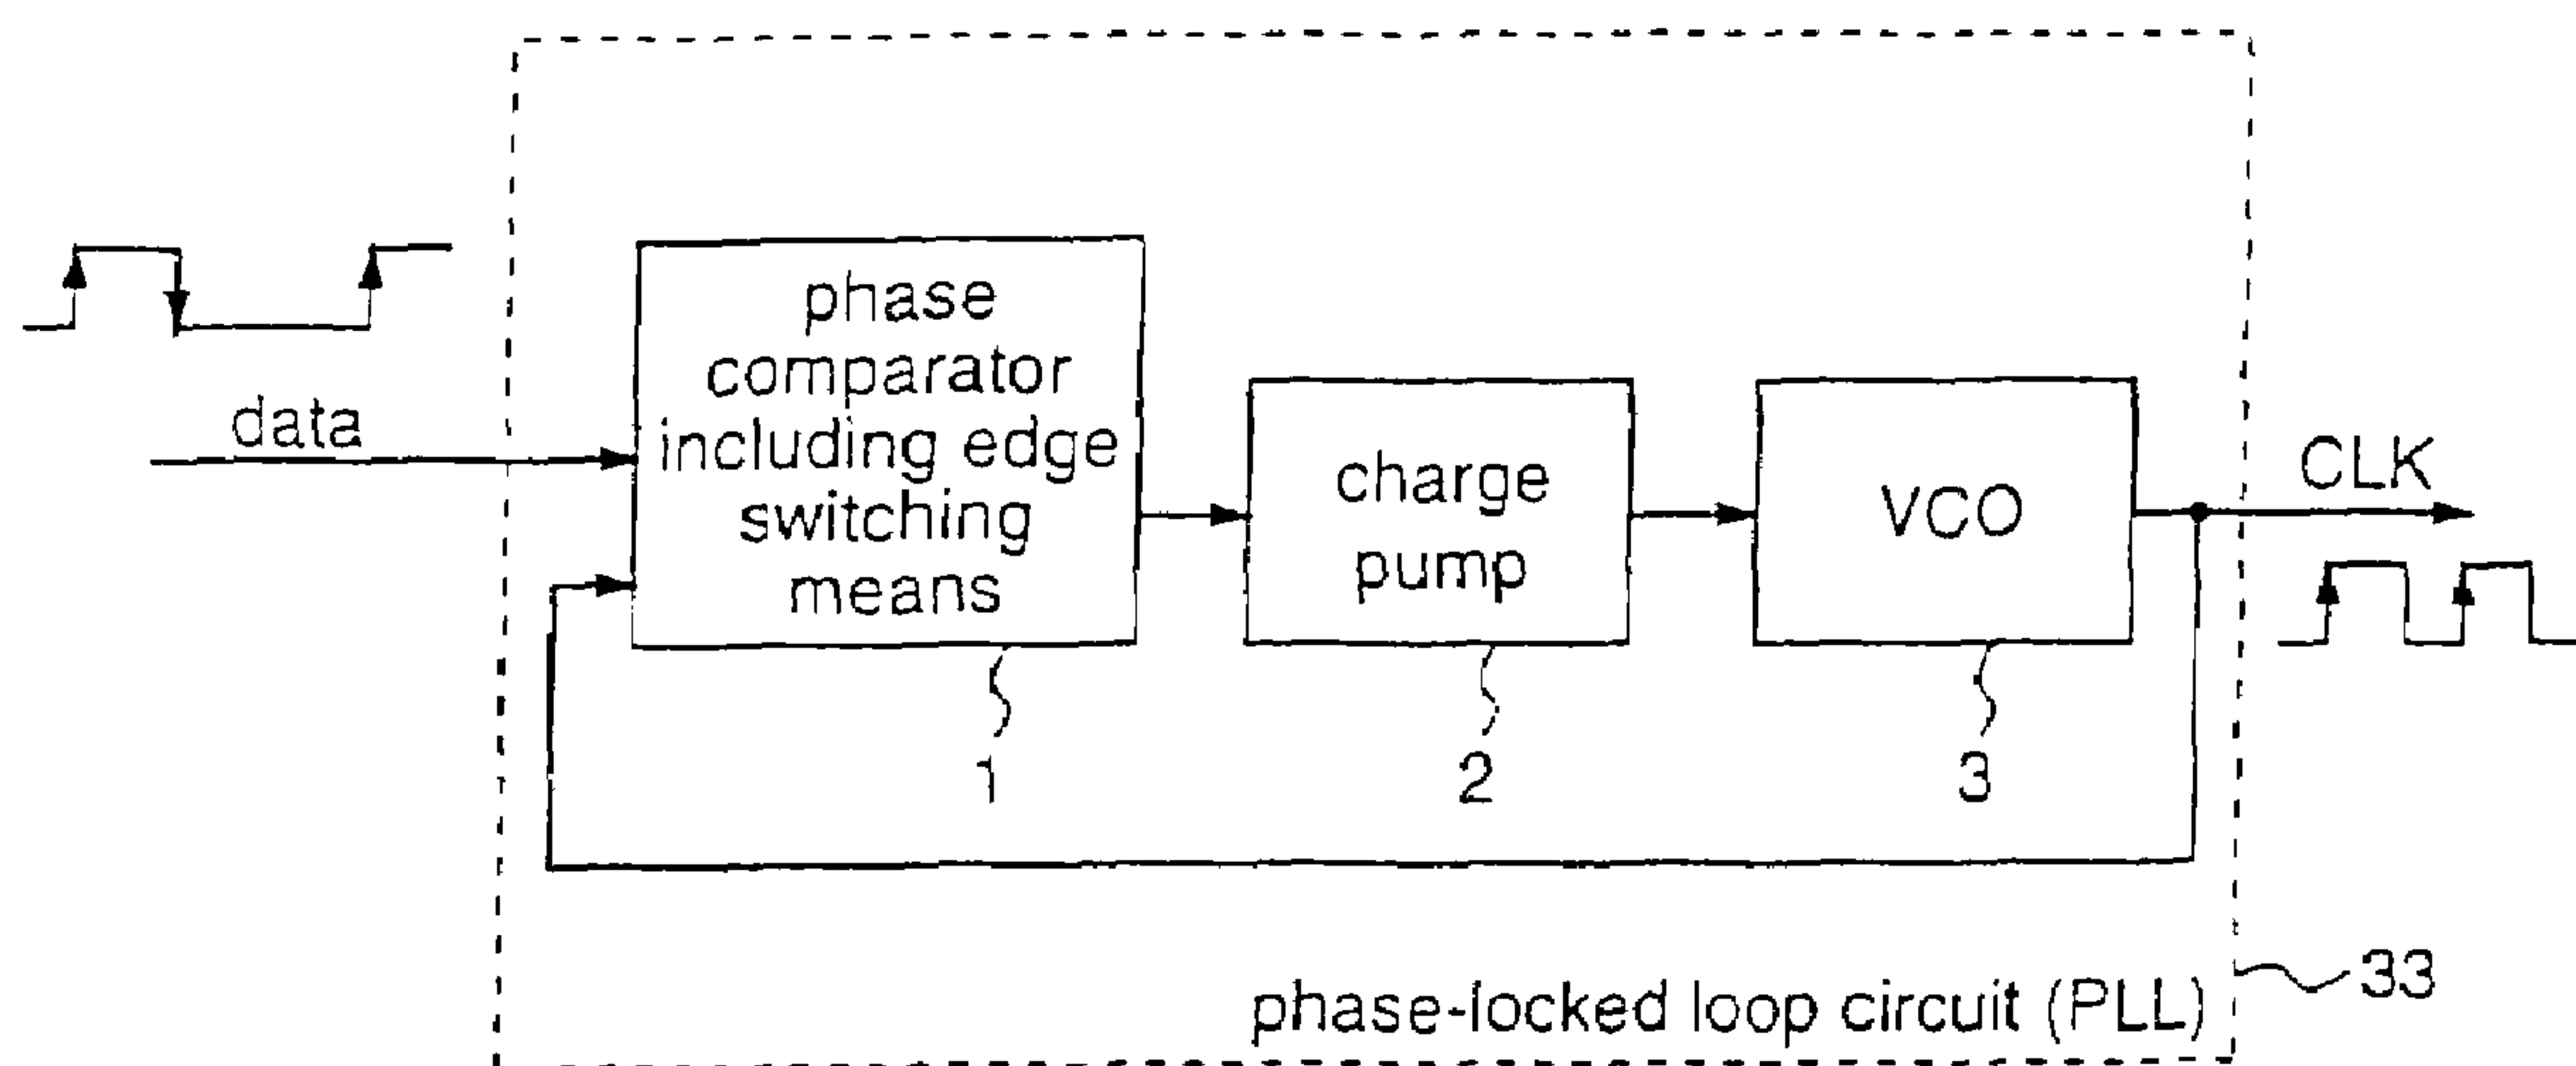 data
phase
comparator
including edge
switching
means
charge
pump
VCO
CLK
1
2
3
phase-locked loop circuit (PLL)
33